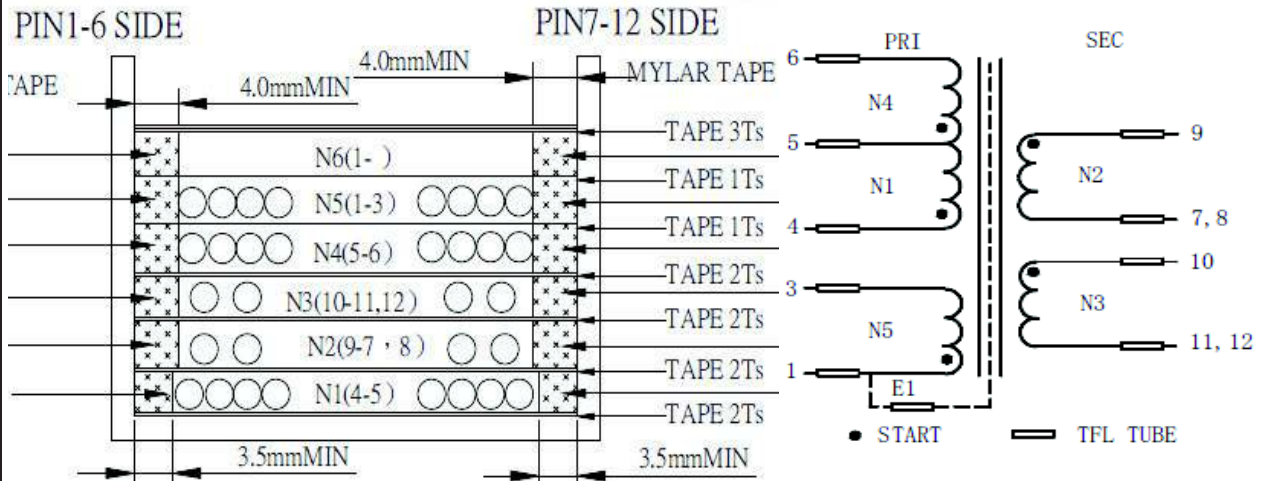 PIN1-6 SIDE
PIN7-12 SIDE
TAPE
4.0mmMIN
4.0mmMIN
MYLAR TAPE
TAPE 3Ts
N6(1- )
TAPE 1Ts
N5(1-3)
TAPE 1Ts
N4(5-6)
TAPE 2Ts
N3(10-11,12)
TAPE 2Ts
N2(9-7,8)
TAPE 2Ts
N1(4-5)
TAPE 2Ts
3.5mmMIN
3.5mmMIN
PRI
SEC
6
N4
5
9
N1
N2
4
7, 8
10
3
N3
N5
11, 12
1
E1
START
TFL TUBE